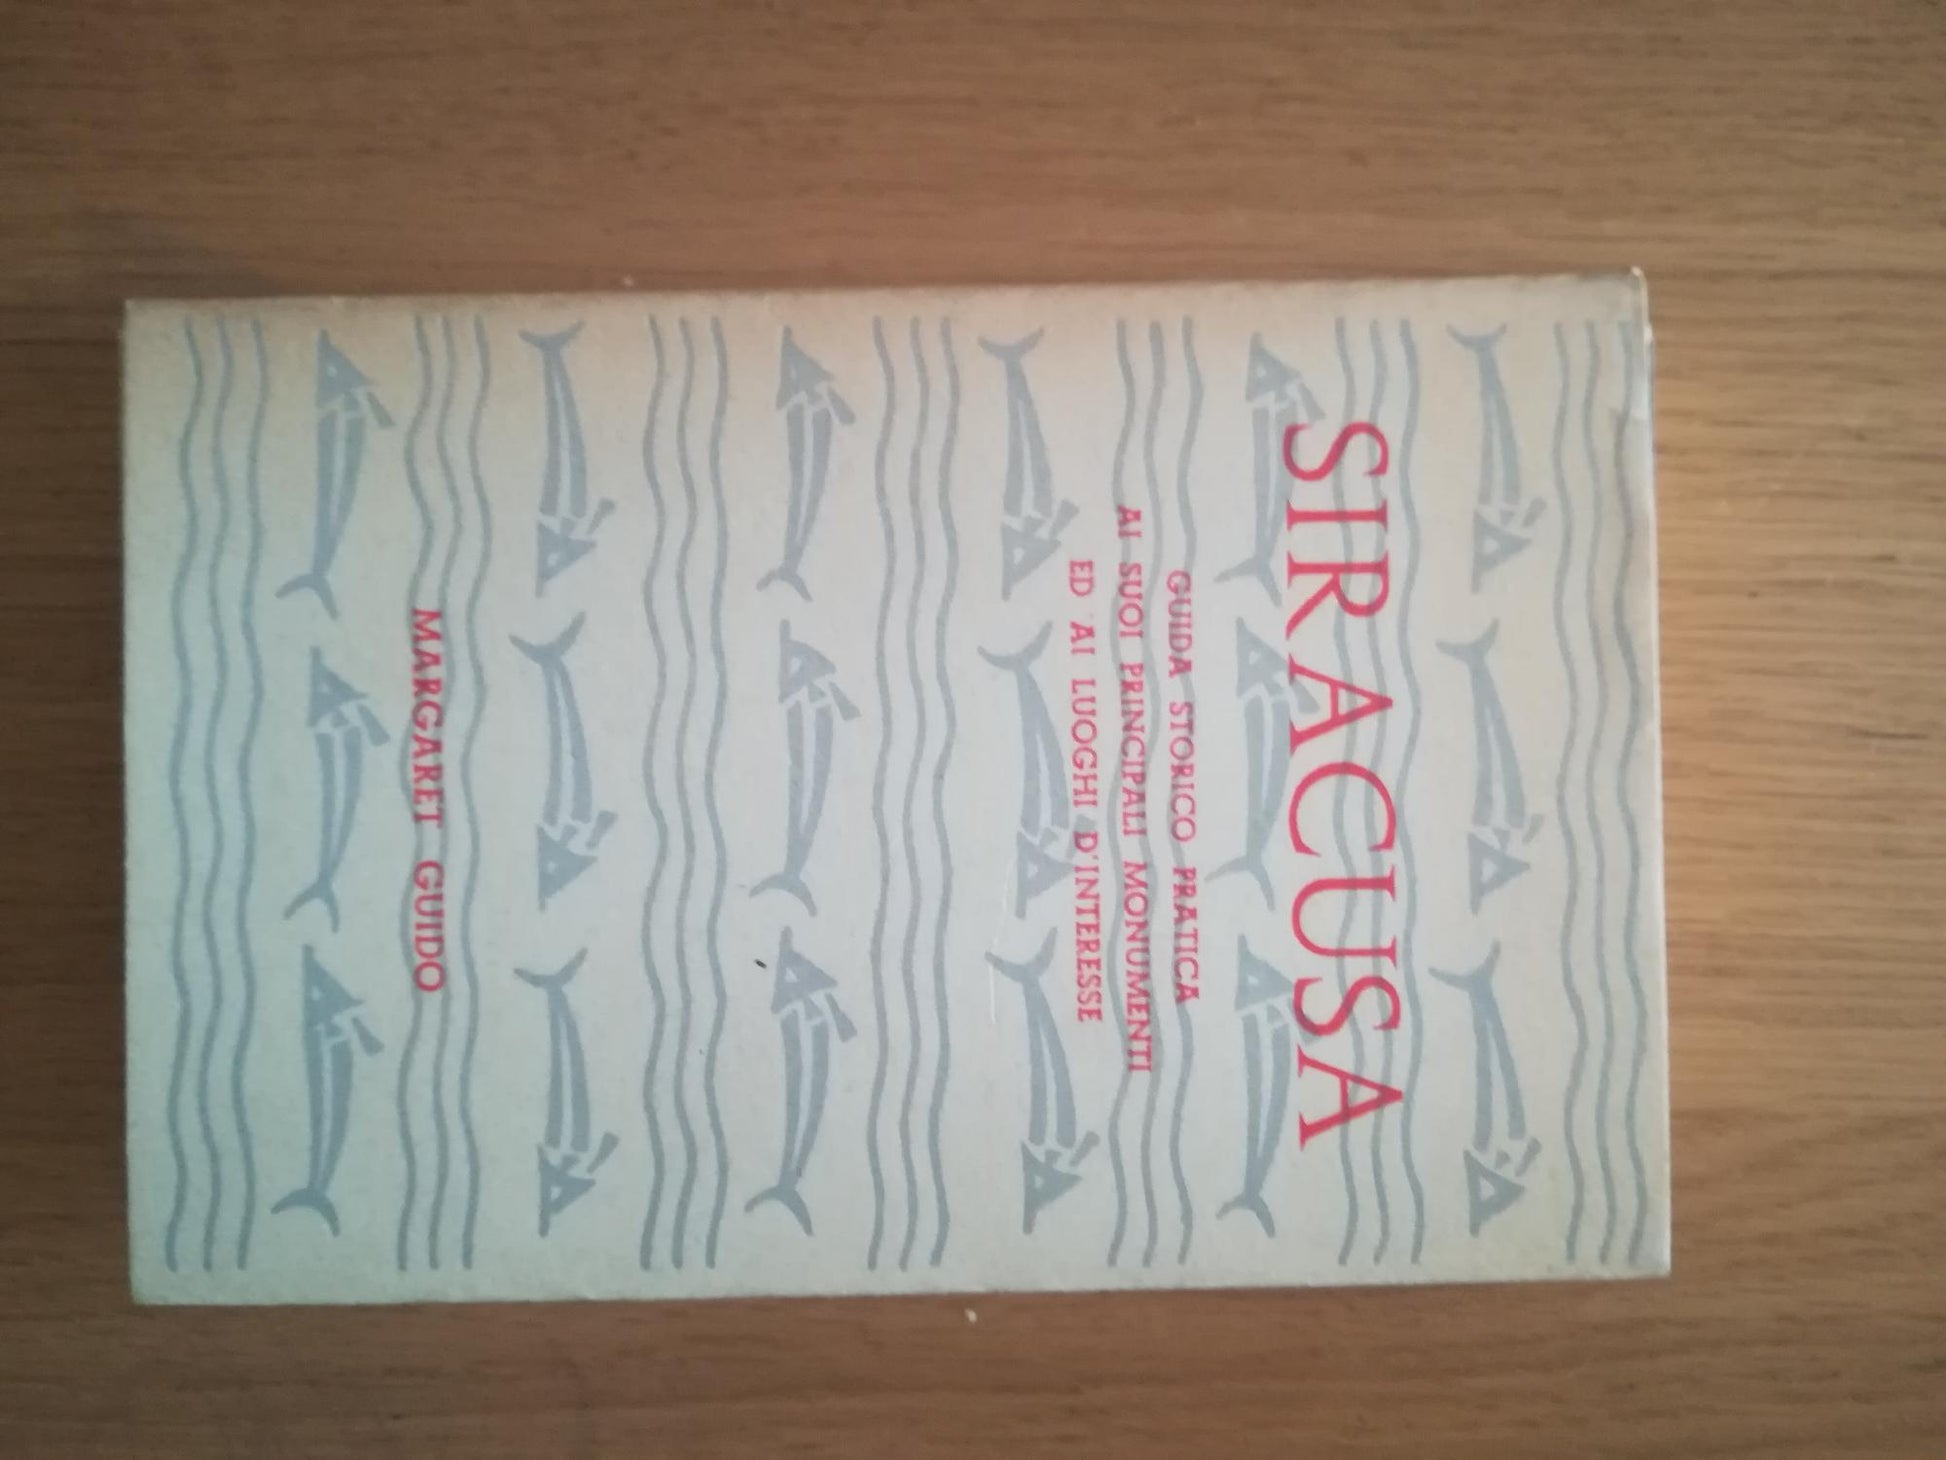 SIRACUSA
GUIDA STORICO PRATICA
AI SUOI PRINCIPALI MONUMENTI
ED AI LUOGHI D'INTERESSE
MARGARET GUIDO